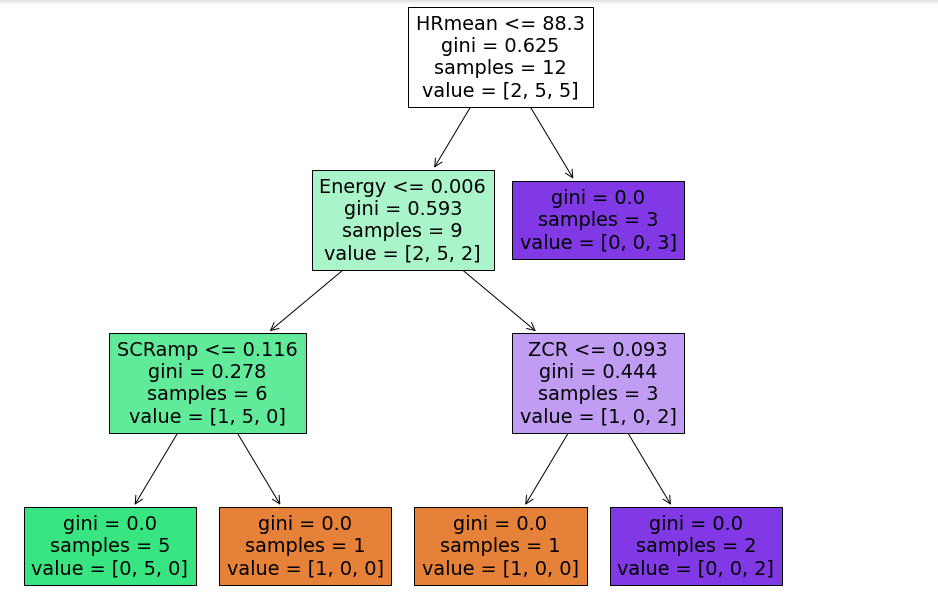 HRmean <= 88.3
gini = 0.625
samples = 12
value = [2, 5, 5]
Energy <= 0.006
gini = 0.593
samples = 9
value = [2, 5, 2]
gini = 0.0
samples = 3
value = [0, 0, 3]
SCRamp <= 0.116
gini = 0.278
samples = 6
value = [1, 5, 0]
ZCR <= 0.093
gini = 0.444
samples = 3
value = [1, 0, 2]
gini = 0.0
samples = 5
value = [0, 5, 0]
gini = 0.0
samples = 1
value = [1, 0, 0]
gini = 0.0
samples = 1
value = [1, 0, 0]
gini = 0.0
samples = 2
value = [0, 0, 2]